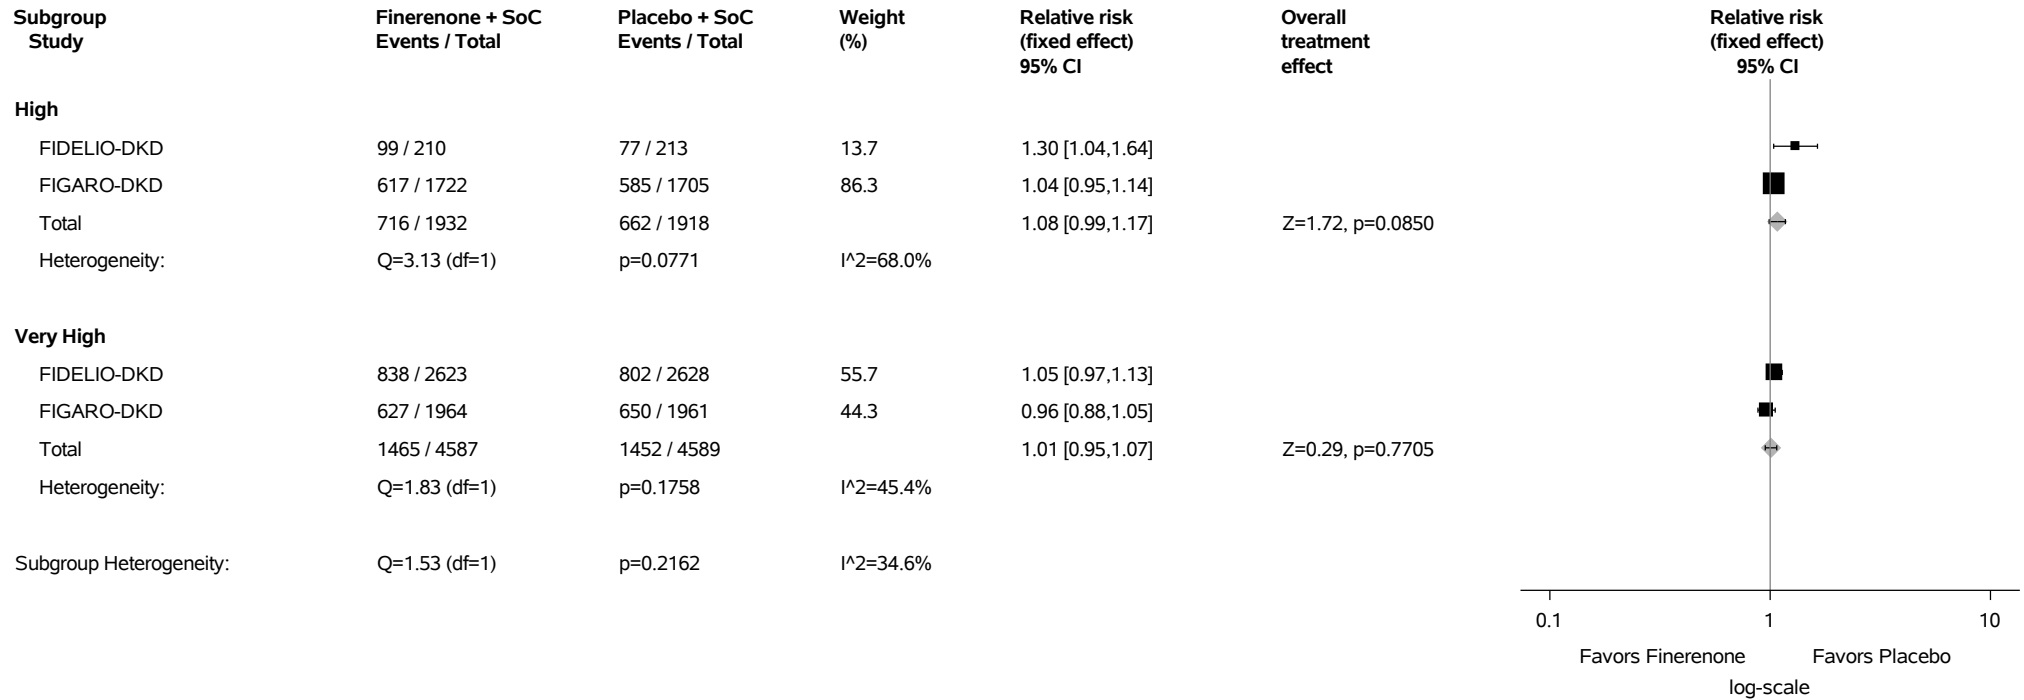 Subgroup Finerenone + SoC Placebo + SoC Weight Relative risk Overall Relative risk
Study Events / Total Events / Total (%) (fixed effect) treatment (fixed effect)
95% CI effect 95% CI
High
FIDELIO-DKD 99 / 210 77 / 213 13.7 1.30 [1.04,1.64]
FIGARO-DKD 617 / 1722 585 / 1705 86.3 1.04 [0.95,1.14]
Total 716 / 1932 662 / 1918 1.08 [0.99,1.17] Z=1.72, p=0.0850
Heterogeneity: Q=3.13 (df=1) p=0.0771 I^2=68.0%
Very High
FIDELIO-DKD 838 / 2623 802 / 2628 55.7 1.05 [0.97,1.13]
FIGARO-DKD 627 / 1964 650 / 1961 44.3 0.96 [0.88,1.05]
Total 1465 / 4587 1452 / 4589 1.01 [0.95,1.07] Z=0.29, p=0.7705
Heterogeneity: Q=1.83 (df=1) p=0.1758 I^2=45.4%
Subgroup Heterogeneity: Q=1.53 (df=1) p=0.2162 I^2=34.6%
0.1 1 10
Favors Finerenone Favors Placebo
log-scale